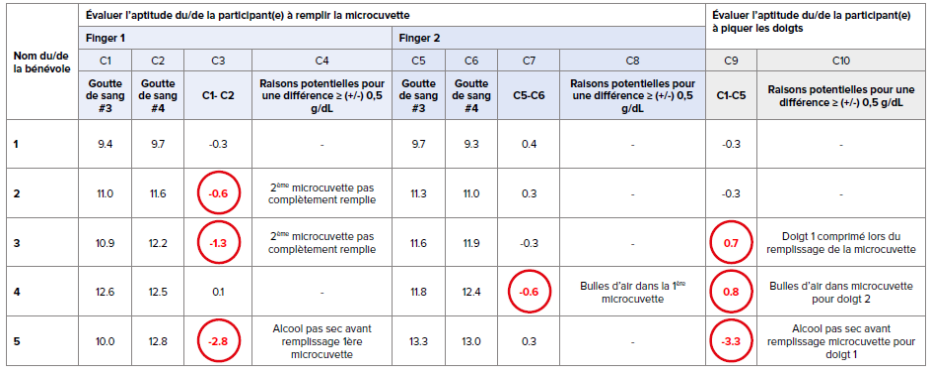 Évaluer l'aptitude du/de la participant(e) à remplir la microcuvette
Évaluer l'aptitude du/de la participant(e)
à piquer les doigts
Finger 1
Finger 2
Nom du/de
la bénévole
C1 C2 C3 C4 C5 C6 C7 C8 C9 C10
Goutte
de sang
#3
Goutte
de sang
#4
C1- C2
Raisons potentielles pour
une différence ≥ (+/-) 0,5
g/dL
Goutte
de sang
#3
Goutte
de sang
#4
C5-C6
Raisons potentielles pour
une différence ≥ (+/-) 0,5
g/dL
C1-C5
Raisons potentielles pour une
différence ≥ (+/-) 0,5 g/dL
1 9.4 9.7 -0.3 - 9.7 9.3 0.4 - -0.3 -
2 11.0 11.6 -0.6
2ème microcuvette pas
complètement remplie
11.3 11.0 0.3 - -0.3 -
3 10.9 12.2 -1.3
2ème microcuvette pas
complètement remplie
11.6 11.9 -0.3 - 0.7
Doigt 1 comprimé lors du
remplissage de la microcuvette
4 12.6 12.5 0.1 - 11.8 12.4 -0.6
Bulles d'air dans la 1ère
microcuvette
0.8
Bulles d'air dans microcuvette
pour doigt 2
5 10.0 12.8 -2.8
Alcool pas sec avant
remplissage 1ère
microcuvette
13.3 13.0 0.3 - -3.3
Alcool pas sec avant
remplissage microcuvette pour
doigt 1